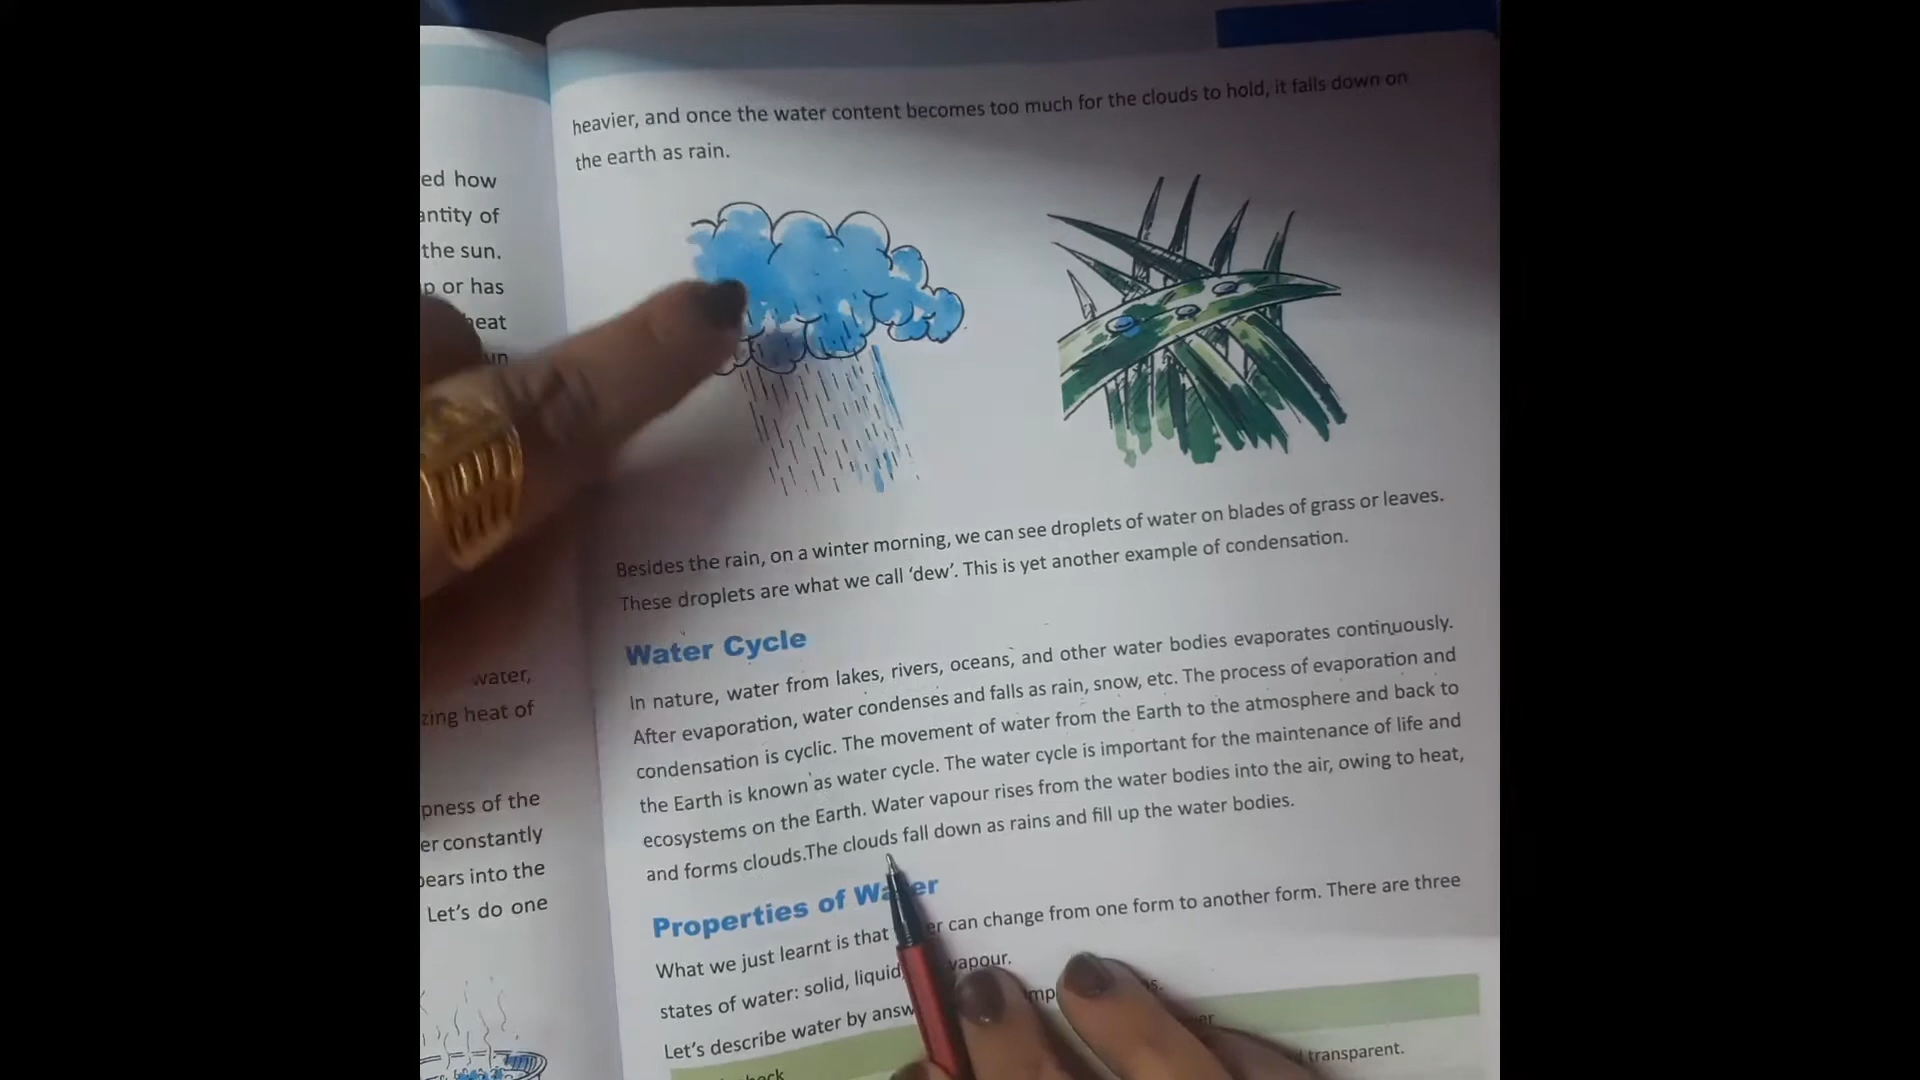 ed how
antity of
the sun.
p or has
heat
un
water,
zing heat of
pness of the
er constantly
pears into the
Let's do one
heavier, and once the water content becomes too much for the clouds to hold, it falls down on
the earth as rain.
Besides the rain, on a winter morning, we can see droplets of water on blades of grass or leaves.
These droplets are what we call 'dew'. This is yet another example of condensation.
Water Cycle
In nature, water from lakes, rivers, oceans, and other water bodies evaporates continuously.
After evaporation, water condenses and falls as rain, snow, etc. The process of evaporation and
condensation is cyclic. The movement of water from the Earth to the atmosphere and back to
the Earth is known as water cycle. The water cycle is important for the maintenance of life and
ecosystems on the Earth. Water vapour rises from the water bodies into the air, owing to heat,
and forms clouds.The clouds fall down as rains and fill up the water bodies.
Properties of Water
What we just learnt is that er can change from one form to another form. There are three
states of water: solid, liquid, vapour.
Let's describe water by answ
transparent.